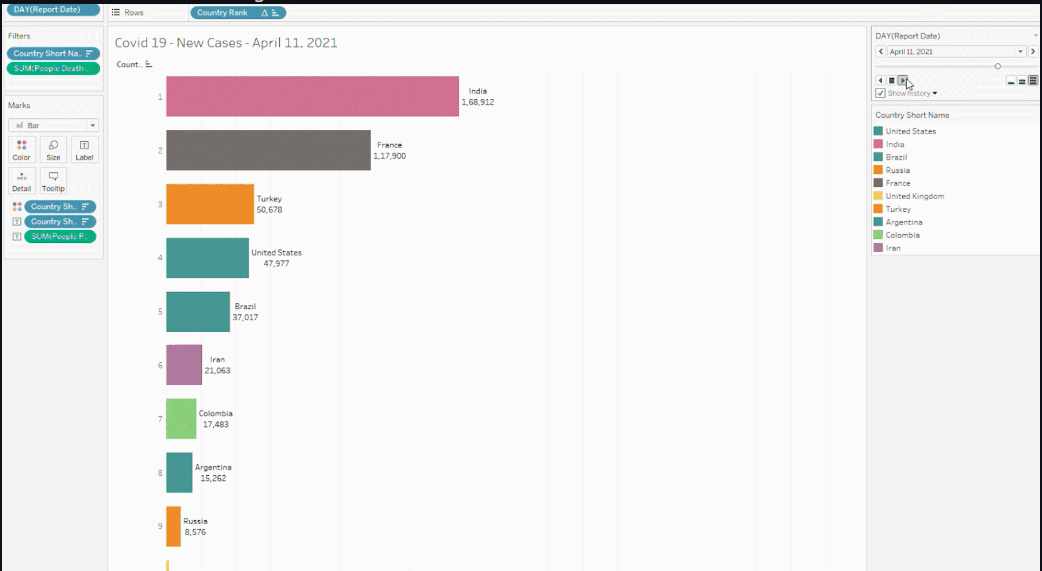 DAY(Report Date)
Rows
Country Rank
Filters
Country Short Na..
SUM(People Death..
Marks
Bar
Color
Size
Label
Detail
Tooltip
Country Sh..
Country Sh..
SUM(People P..
Covid 19 - New Cases - April 11, 2021
Count..
1
India
1,68,912
2
France
1,17,900
3
Turkey
50,678
4
United States
47,977
5
Brazil
37,017
6
Iran
21,063
7
Colombia
17,483
8
Argentina
15,262
9
Russia
8,576
DAY(Report Date)
April 11, 2021
Show history
Country Short Name
United States
India
Brazil
Russia
France
United Kingdom
Turkey
Argentina
Colombia
Iran